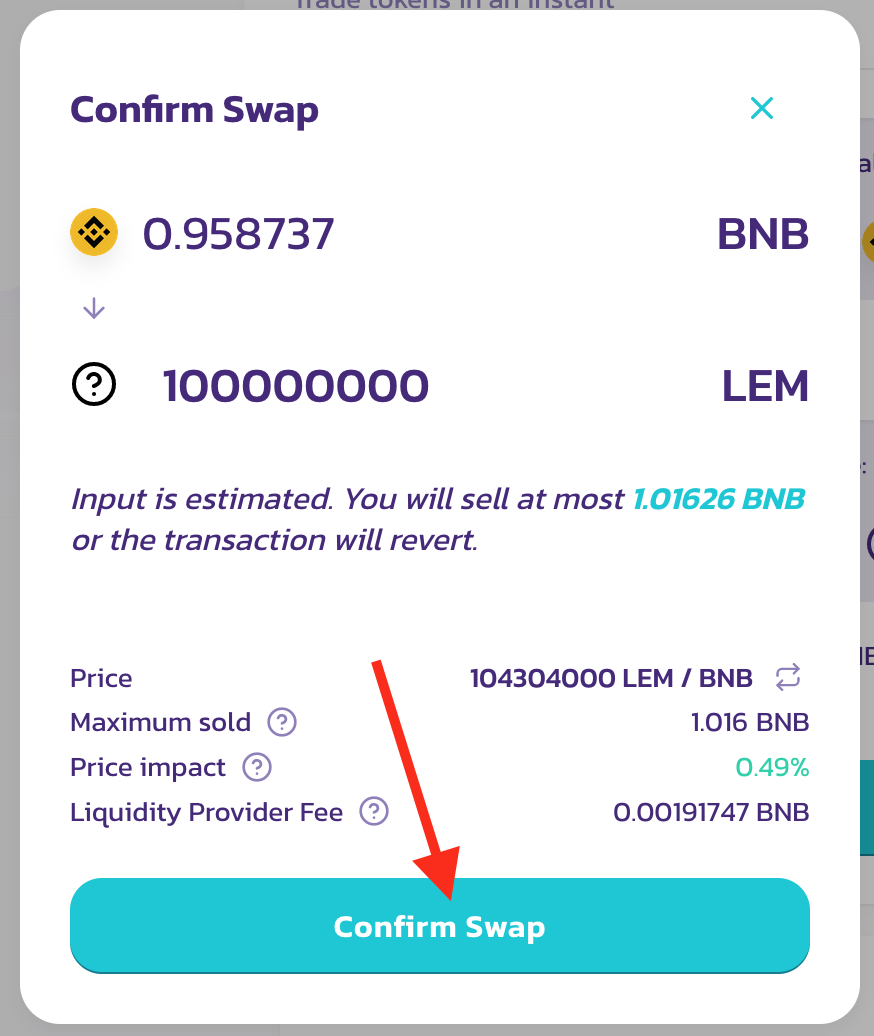 Trade tokens in an instant
Confirm Swap
0.958737 BNB
100000000 LEM
Input is estimated. You will sell at most 1.01626 BNB
or the transaction will revert.
Price 104304000 LEM / BNB
Maximum sold ? 1.016 BNB
Price impact ? 0.49%
Liquidity Provider Fee ? 0.00191747 BNB
Confirm Swap